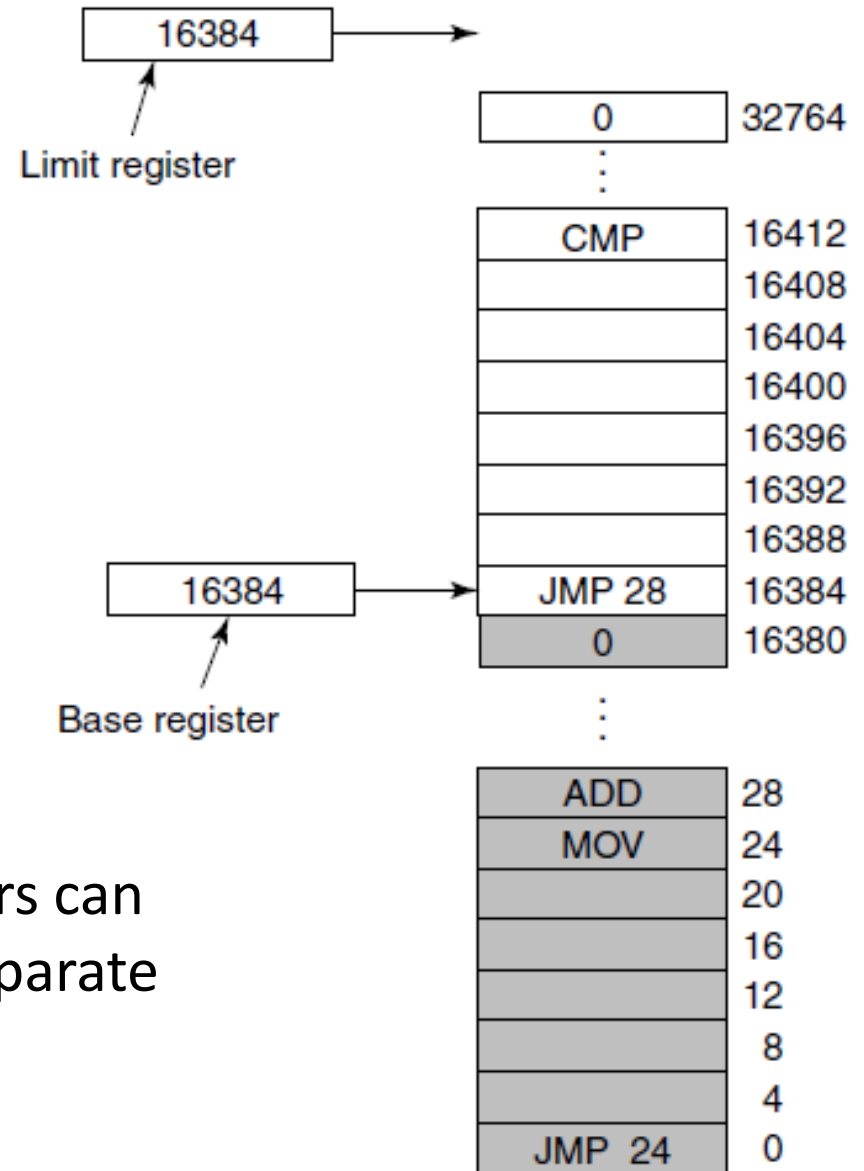 16384
Limit register
0 32764
CMP 16412
16408
16404
16400
16396
16392
16388
16384 JMP 28 16384
0 16380
Base register
ADD 28
MOV 24
20
16
12
8
4
JMP 24 0
rs can
parate